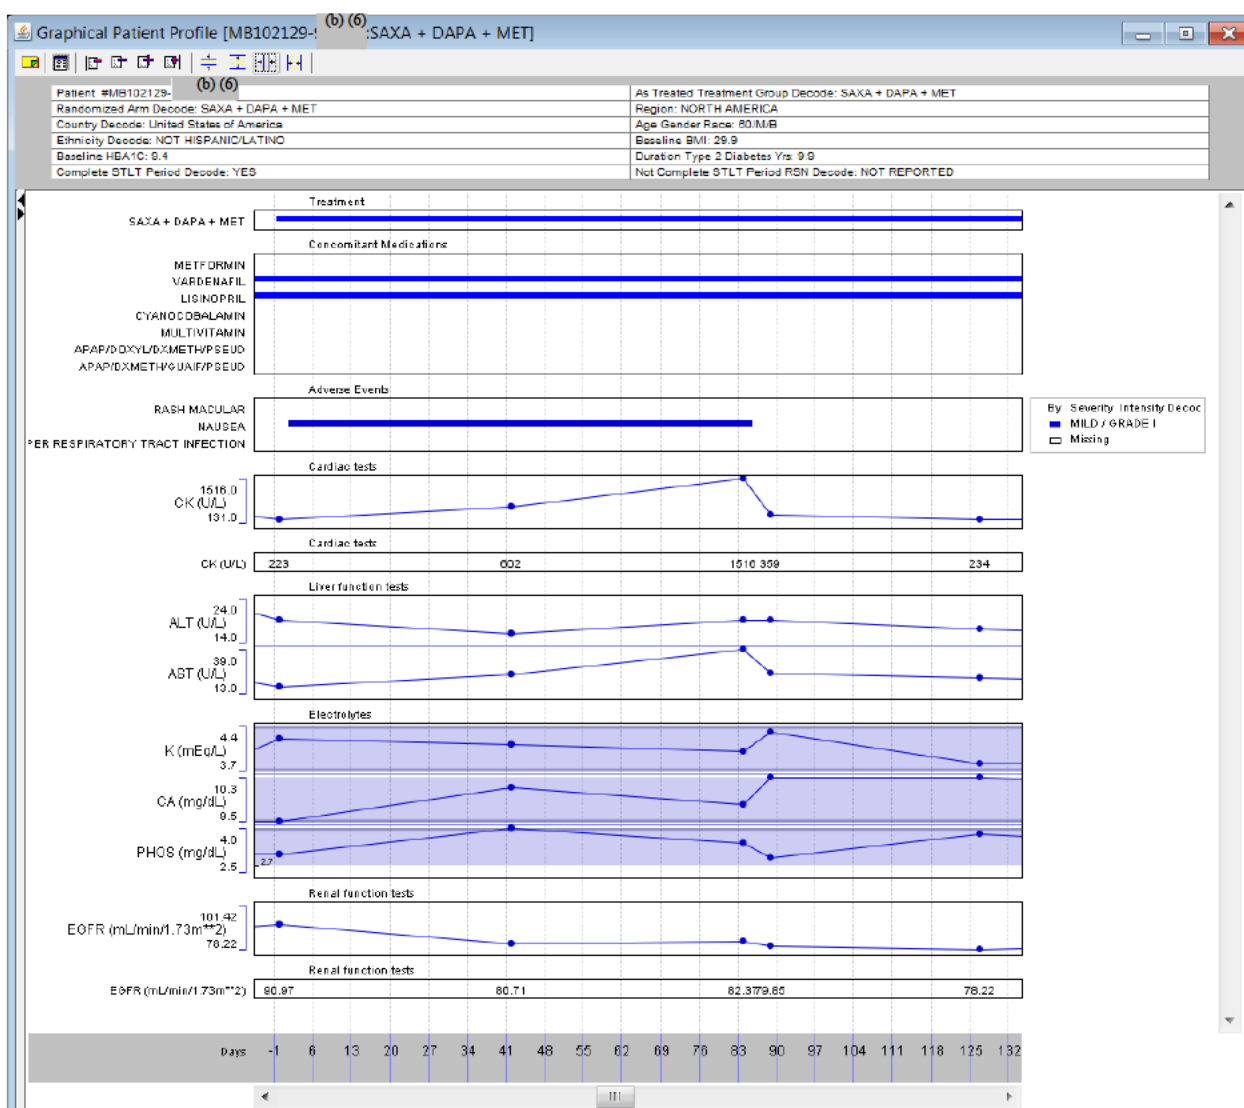 Graphical Patient Profile [MB102129- (b) (6) :SAXA + DAPA + MET]
(b) (6)
Patient #MB102129- As Treated Treatment Group Decode: SAXA + DAPA + MET
Randomized Arm Decode: SAXA + DAPA + MET Region: NORTH AMERICA
Country Decode: United States of America Age Gender Race: 60/M/B
Ethnicity Decode: NOT HISPANIC/LATINO Baseline BMI: 29.9
Baseline HBA1C: 9.4 Duration Type 2 Diabetes Yrs: 9.9
Complete STLT Period Decode: YES Not Complete STLT Period RSN Decode: NOT REPORTED
Treatment
SAXA + DAPA + MET
Concomitant Medications
METFORMIN
VARDENAFIL
LISINOPRIL
CYANOCOBALAMIN
MULTIVITAMIN
APAP/DOXYL/DXMETH/PSEUD
APAP/DXMETH/GUAIF/PSEUD
Adverse Events
RASH MACULAR
NAUSEA
PER RESPIRATORY TRACT INFECTION
By Severity Intensity Decoc
MILD / GRADE I
Missing
Cardiac tests
1516.0
CK (U/L)
131.0
Cardiac tests
CK (U/L) 223 602 1516 359 234
Liver function tests
24.0
ALT (U/L)
14.0
39.0
AST (U/L)
13.0
Electrolytes
4.4
K (mEq/L)
3.7
10.3
CA (mg/dL)
9.5
4.0
PHOS (mg/dL)
2.5
2.7
Renal function tests
101.42
EGFR (mL/min/1.73m**2)
78.22
Renal function tests
EGFR (mL/min/1.73m**2) 90.97 80.71 82.37 79.85 78.22
Days -1 6 13 20 27 34 41 48 55 62 69 76 83 90 97 104 111 118 125 132